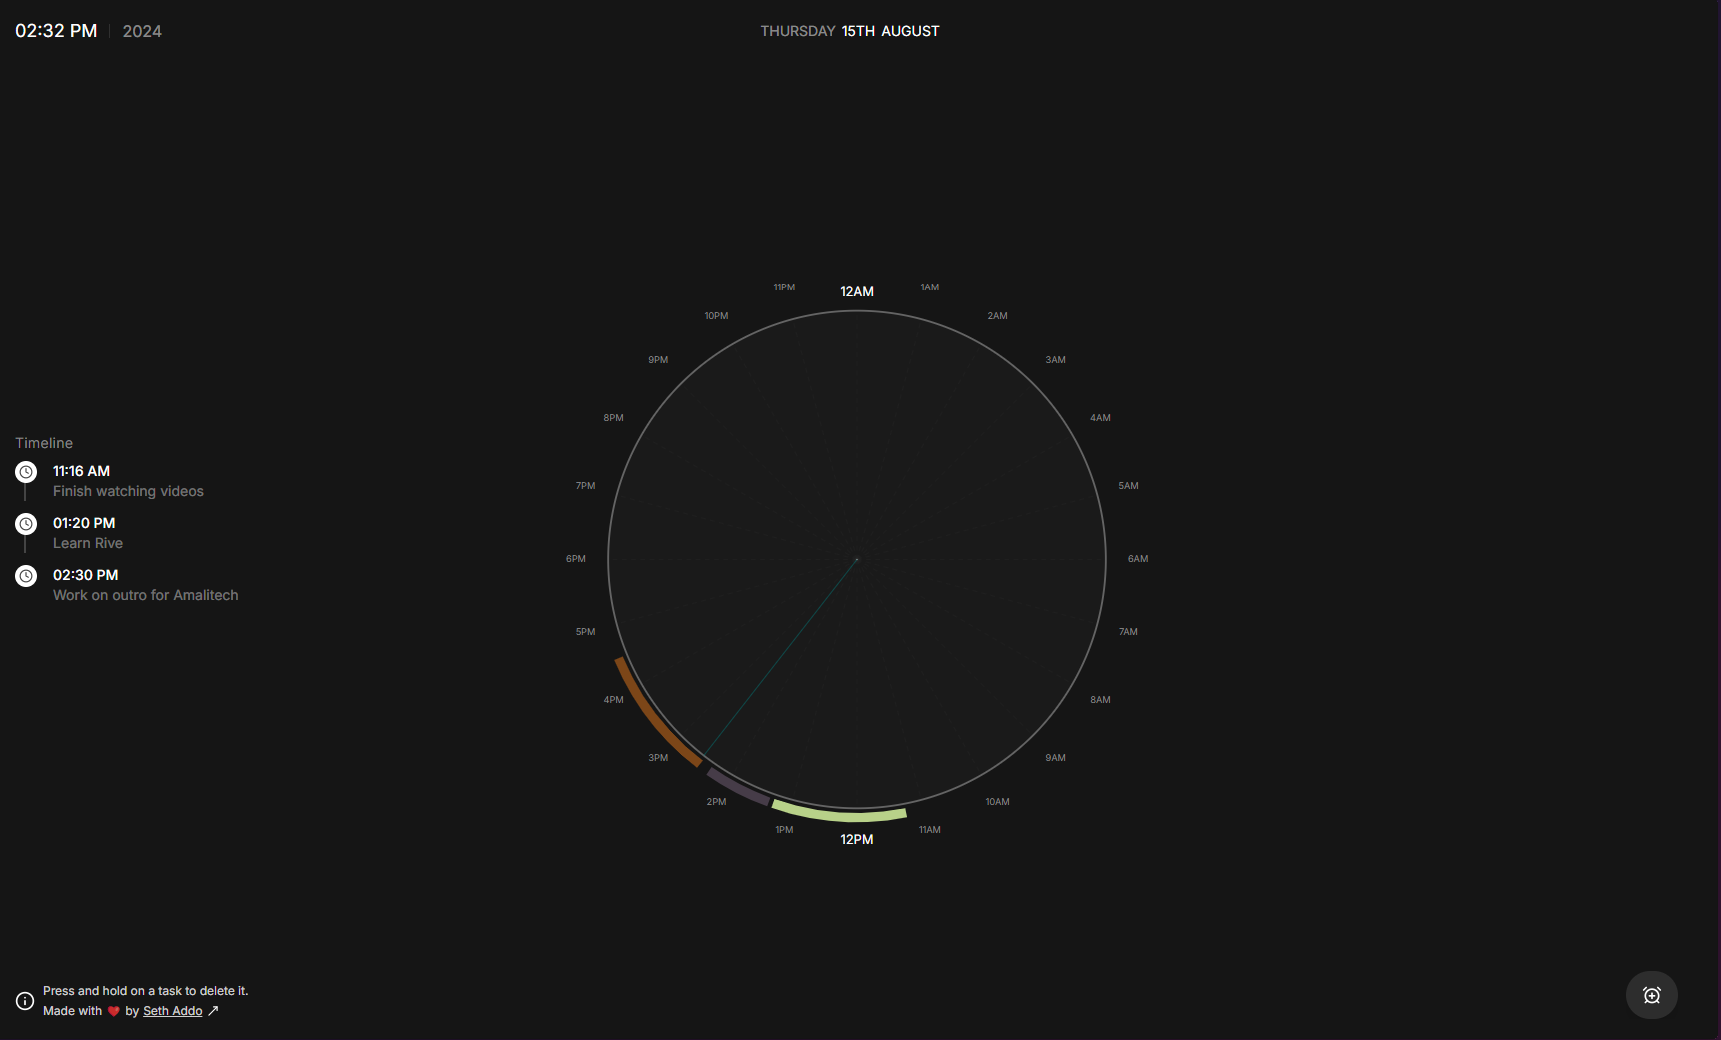 02:32 PM 2024
THURSDAY 15TH AUGUST
11PM 12AM 1AM
10PM 2AM
9PM 3AM
8PM 4AM
7PM 5AM
6PM 6AM
5PM 7AM
4PM 8AM
3PM 9AM
2PM 10AM
1PM 12PM 11AM
Timeline
11:16 AM
Finish watching videos
01:20 PM
Learn Rive
02:30 PM
Work on outro for Amalitech
Press and hold on a task to delete it.
Made with ❤️ by Seth Addo ↗